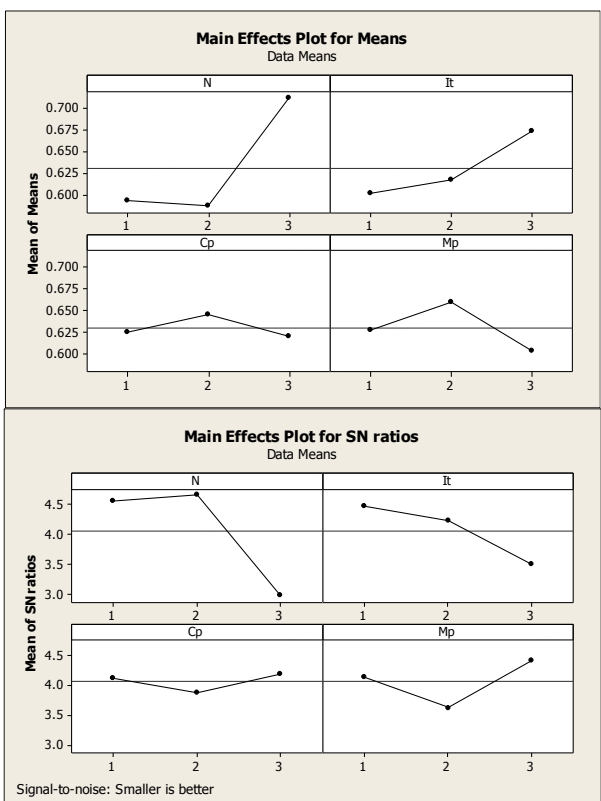 Main Effects Plot for Means
Data Means
N It
0.700
0.675
0.650
0.625
0.600
Mean of Means
1 2 3 1 2 3
Cp Mp
0.700
0.675
0.650
0.625
0.600
1 2 3 1 2 3
Main Effects Plot for SN ratios
Data Means
N It
4.5
4.0
3.5
3.0
Mean of SN ratios
1 2 3 1 2 3
Cp Mp
4.5
4.0
3.5
3.0
1 2 3 1 2 3
Signal-to-noise: Smaller is better